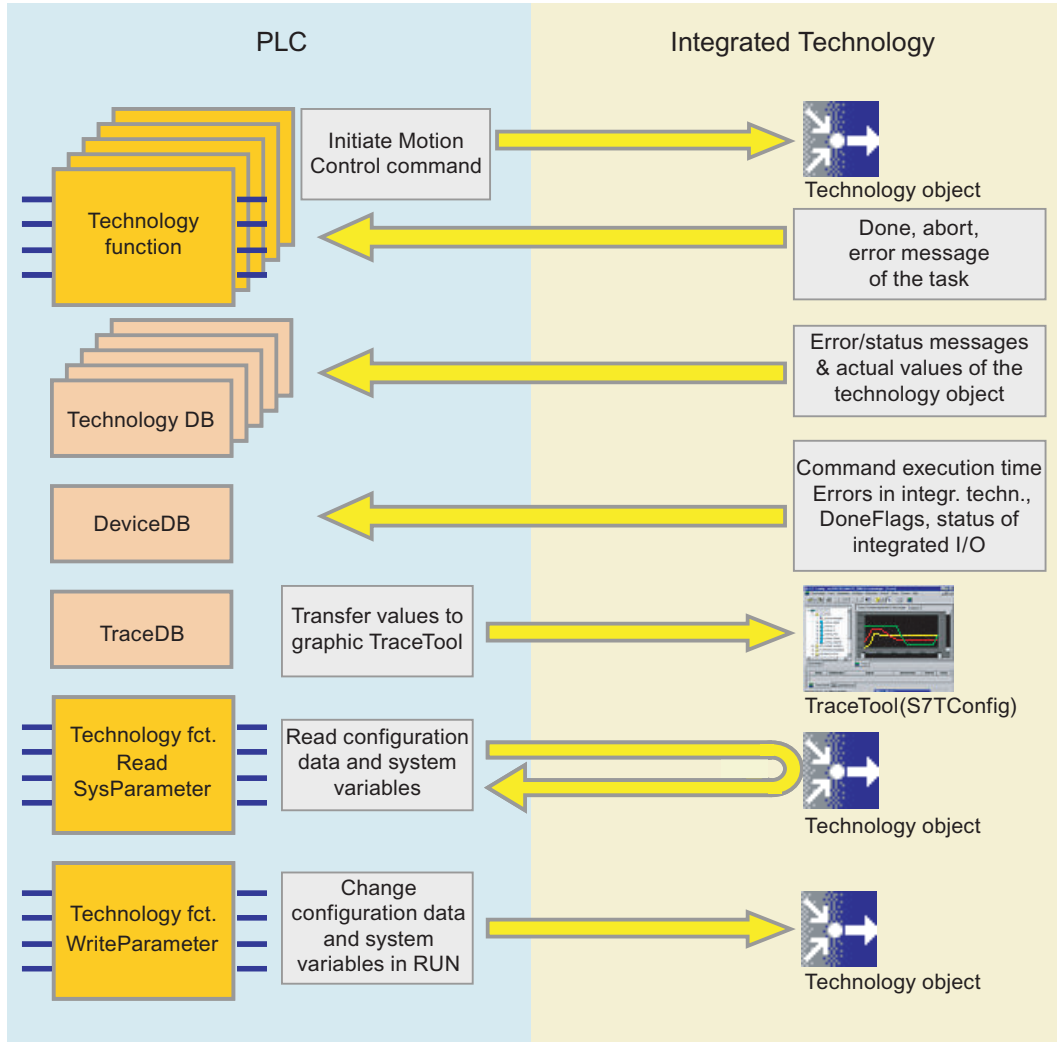 PLC
Integrated Technology
Technology
function
Initiate Motion
Control command
Technology object
Done, abort,
error message
of the task
Technology DB
Error/status messages
& actual values of the
technology object
DeviceDB
Command execution time
Errors in integr. techn.,
DoneFlags, status of
integrated I/O
TraceDB
Transfer values to
graphic TraceTool
TraceTool(S7TConfig)
Technology fct.
Read
SysParameter
Read configuration
data and system
variables
Technology object
Technology fct.
WriteParameter
Change
configuration data
and system
variables in RUN
Technology object